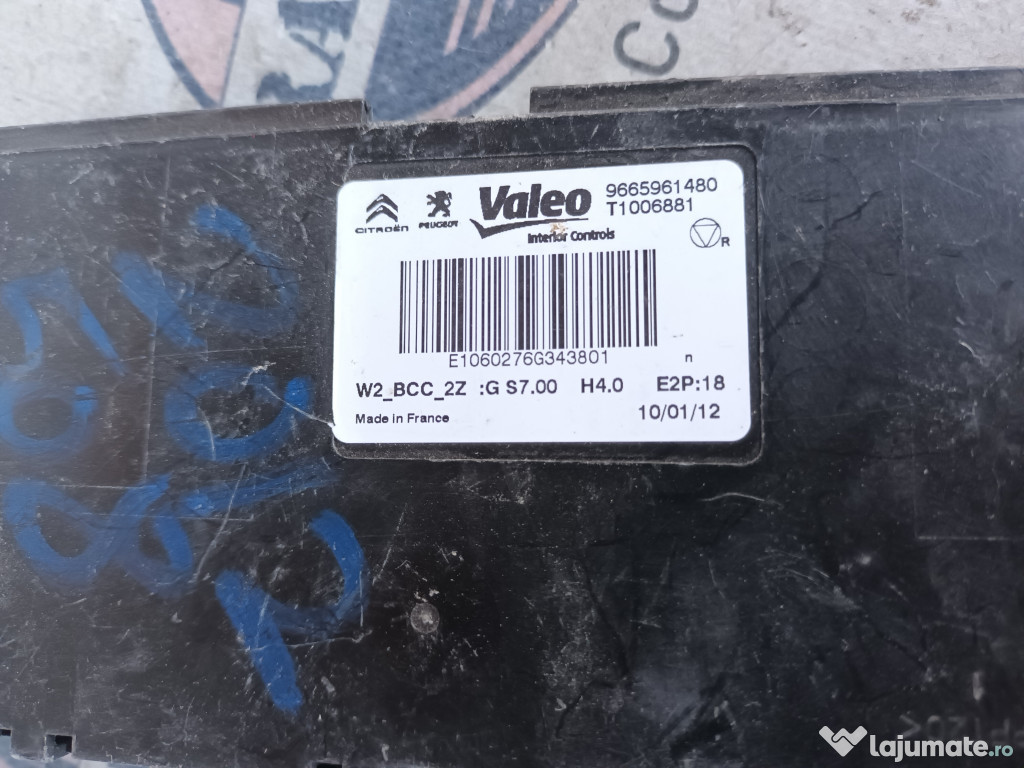 CITROËN
PEUGEOT
Valeo
Interior Controls
9665961480
T1006881
R
E1060276G343801
n
W2_BCC_2Z :G S7.00 H4.0 E2P:18
Made in France
10/01/12
lajumate.ro